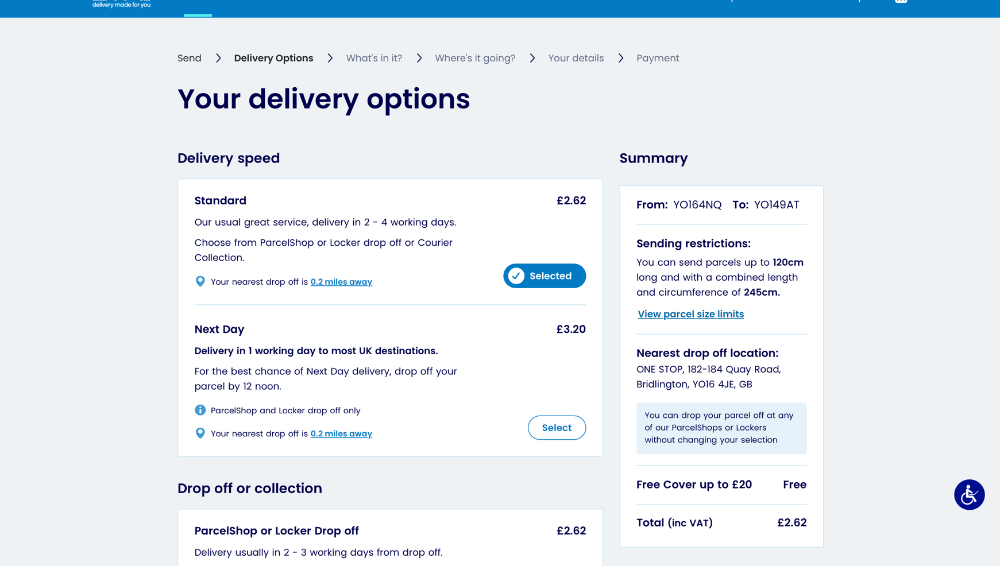 delivery made for you
Send
Delivery Options
What's in it?
Where's it going?
Your details
Payment
Your delivery options
Delivery speed
Standard
£2.62
Our usual great service, delivery in 2 - 4 working days.
Choose from ParcelShop or Locker drop off or Courier
Collection.
Your nearest drop off is 0.2 miles away
Selected
Next Day
£3.20
Delivery in 1 working day to most UK destinations.
For the best chance of Next Day delivery, drop off your
parcel by 12 noon.
ParcelShop and Locker drop off only
Your nearest drop off is 0.2 miles away
Select
Drop off or collection
ParcelShop or Locker Drop off
£2.62
Delivery usually in 2 - 3 working days from drop off.
Summary
From: YO164NQ To: YO149AT
Sending restrictions:
You can send parcels up to 120cm
long and with a combined length
and circumference of 245cm.
View parcel size limits
Nearest drop off location:
ONE STOP, 182-184 Quay Road,
Bridlington, YO16 4JE, GB
You can drop your parcel off at any
of our ParcelShops or Lockers
without changing your selection
Free Cover up to £20
Free
Total (inc VAT)
£2.62